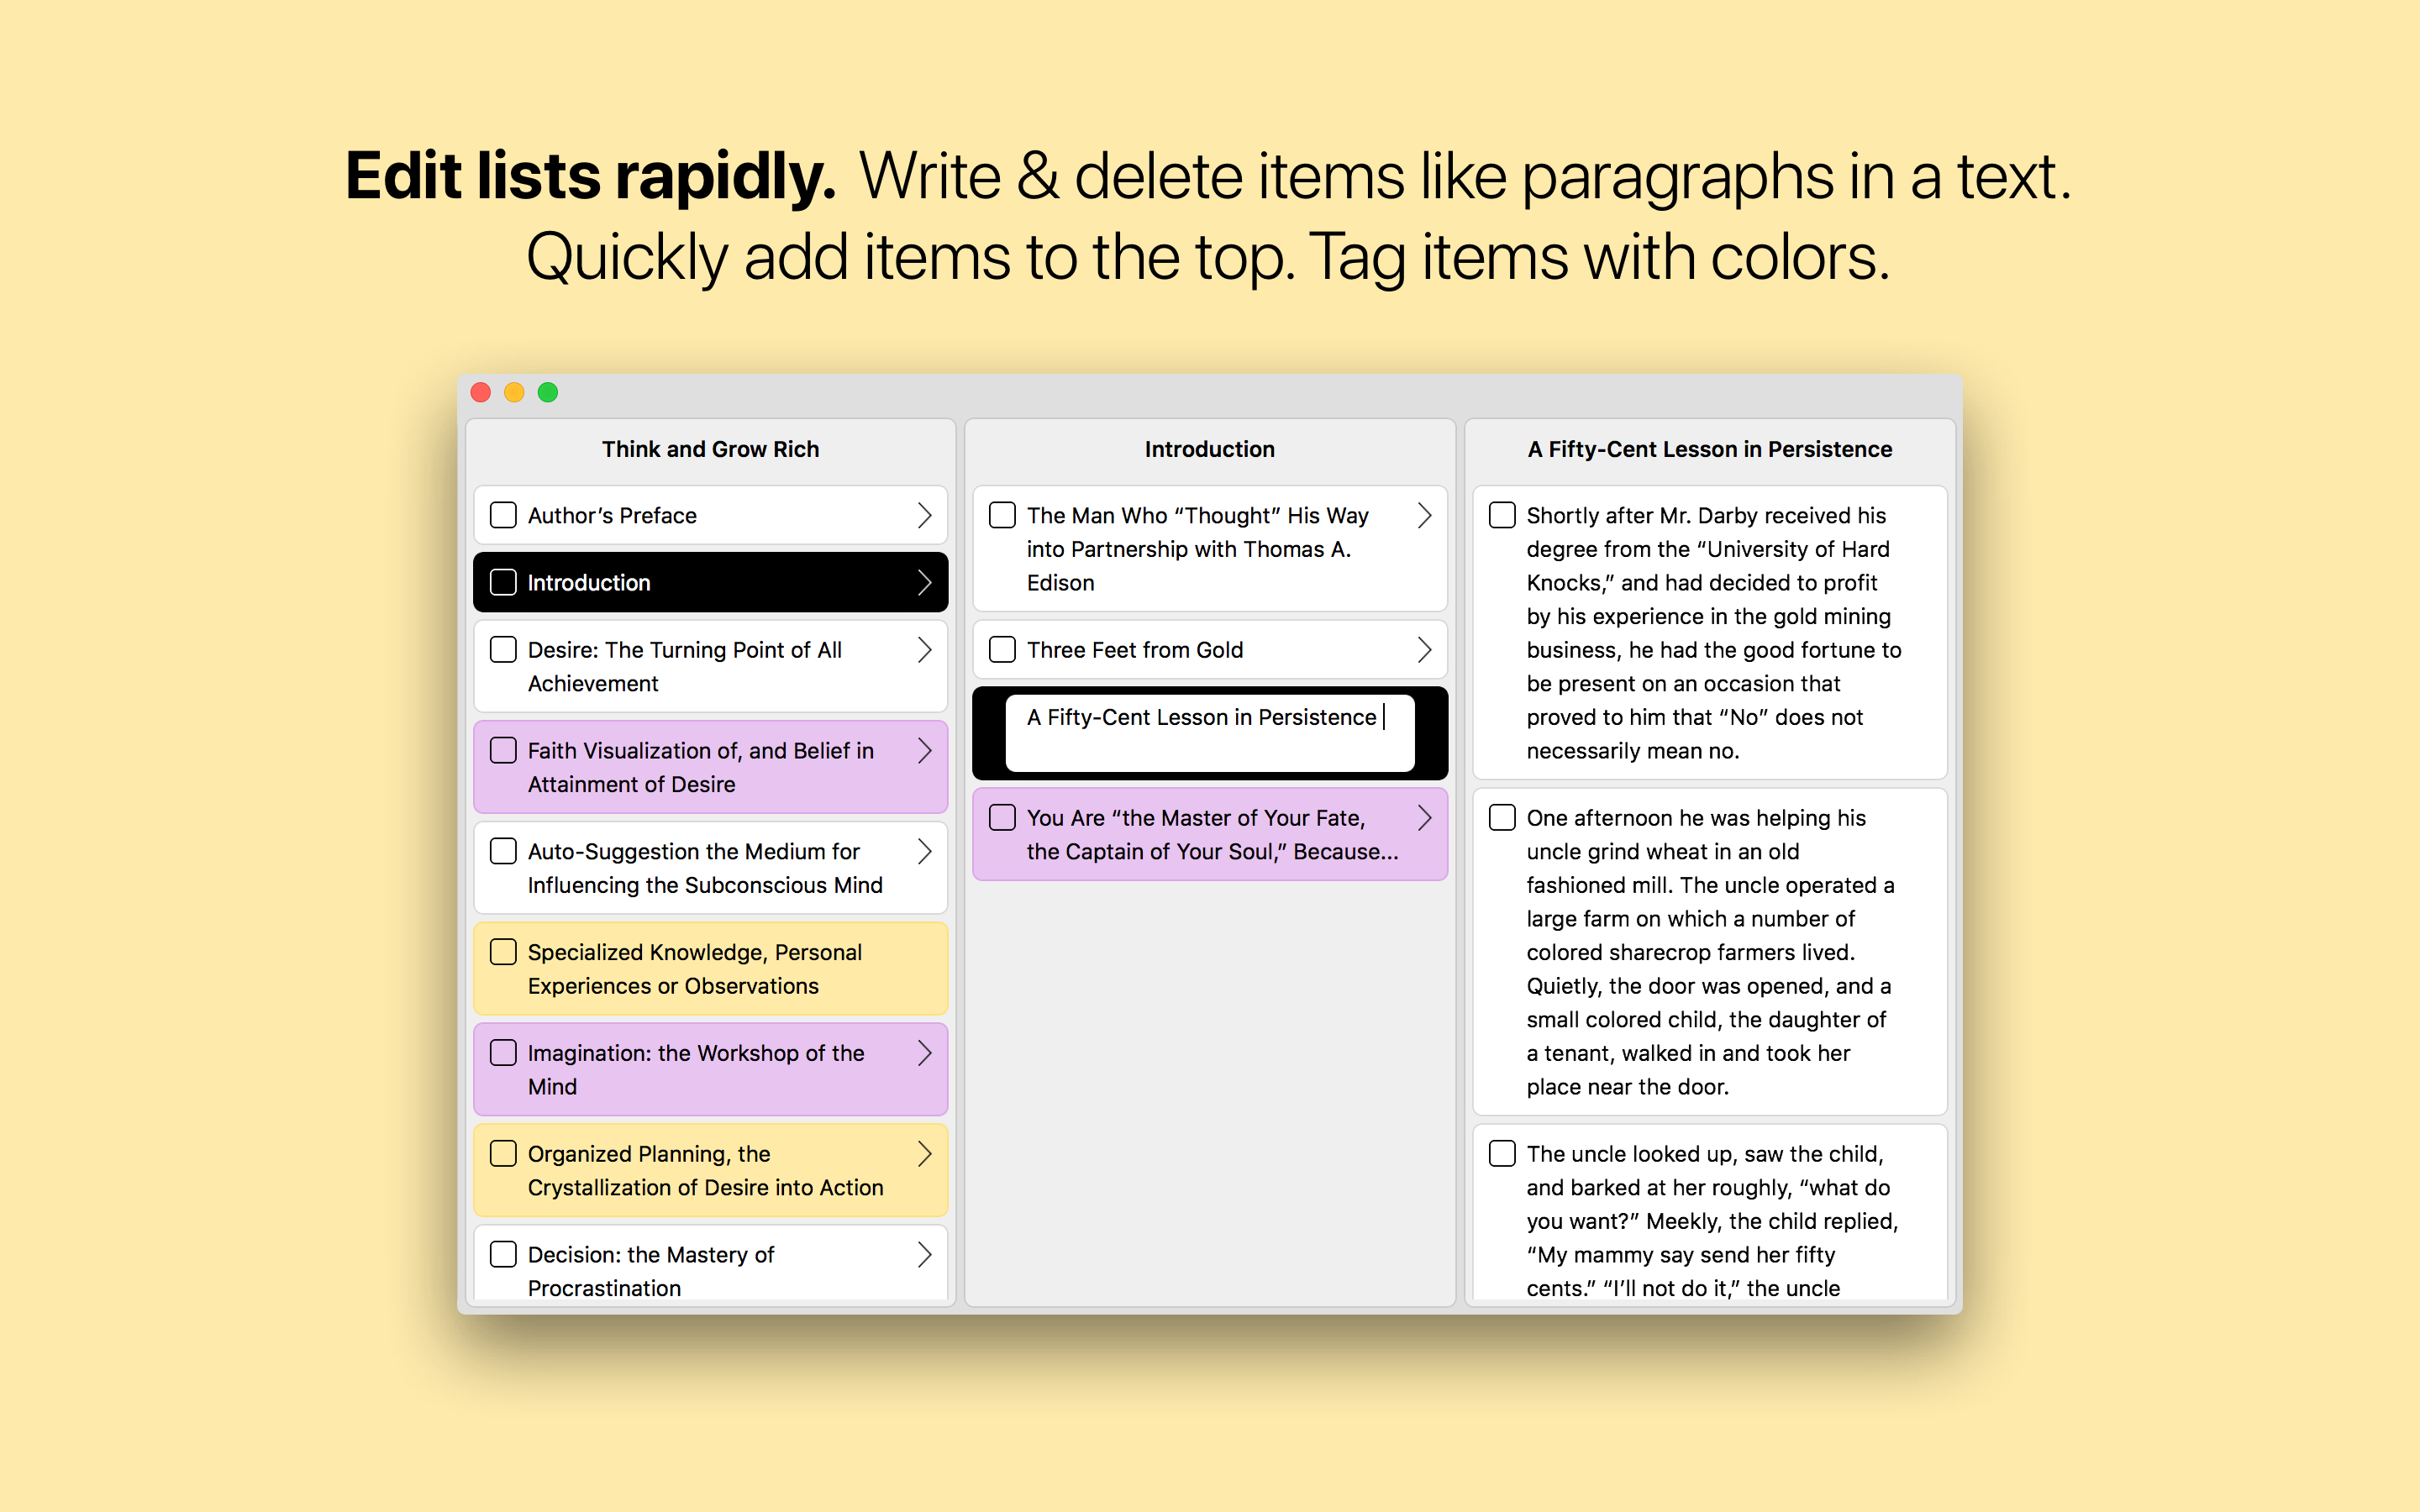 Edit lists rapidly. Write & delete items like paragraphs in a text.
Quickly add items to the top. Tag items with colors.
Think and Grow Rich
Author’s Preface
Introduction
Desire: The Turning Point of All
Achievement
Faith Visualization of, and Belief in
Attainment of Desire
Auto-Suggestion the Medium for
Influencing the Subconscious Mind
Specialized Knowledge, Personal
Experiences or Observations
Imagination: the Workshop of the
Mind
Organized Planning, the
Crystallization of Desire into Action
Decision: the Mastery of
Procrastination
Introduction
The Man Who “Thought” His Way
into Partnership with Thomas A.
Edison
Three Feet from Gold
A Fifty-Cent Lesson in Persistence
You Are “the Master of Your Fate,
the Captain of Your Soul,” Because...
A Fifty-Cent Lesson in Persistence
Shortly after Mr. Darby received his
degree from the “University of Hard
Knocks,” and had decided to profit
by his experience in the gold mining
business, he had the good fortune to
be present on an occasion that
proved to him that “No” does not
necessarily mean no.
One afternoon he was helping his
uncle grind wheat in an old
fashioned mill. The uncle operated a
large farm on which a number of
colored sharecrop farmers lived.
Quietly, the door was opened, and a
small colored child, the daughter of
a tenant, walked in and took her
place near the door.
The uncle looked up, saw the child,
and barked at her roughly, “what do
you want?” Meekly, the child replied,
“My mammy say send her fifty
cents.” “I’ll not do it,” the uncle